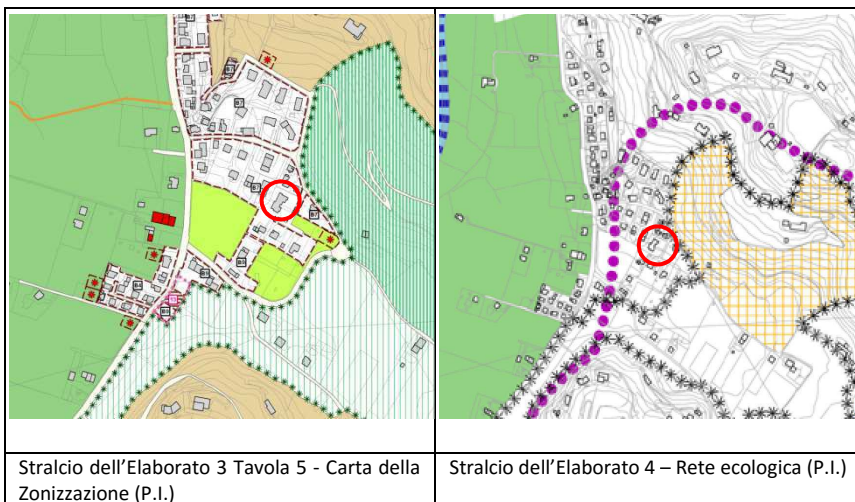 Stralcio dell'Elaborato 3 Tavola 5 - Carta della
Zonizzazione (P.I.)
Stralcio dell'Elaborato 4 – Rete ecologica (P.I.)